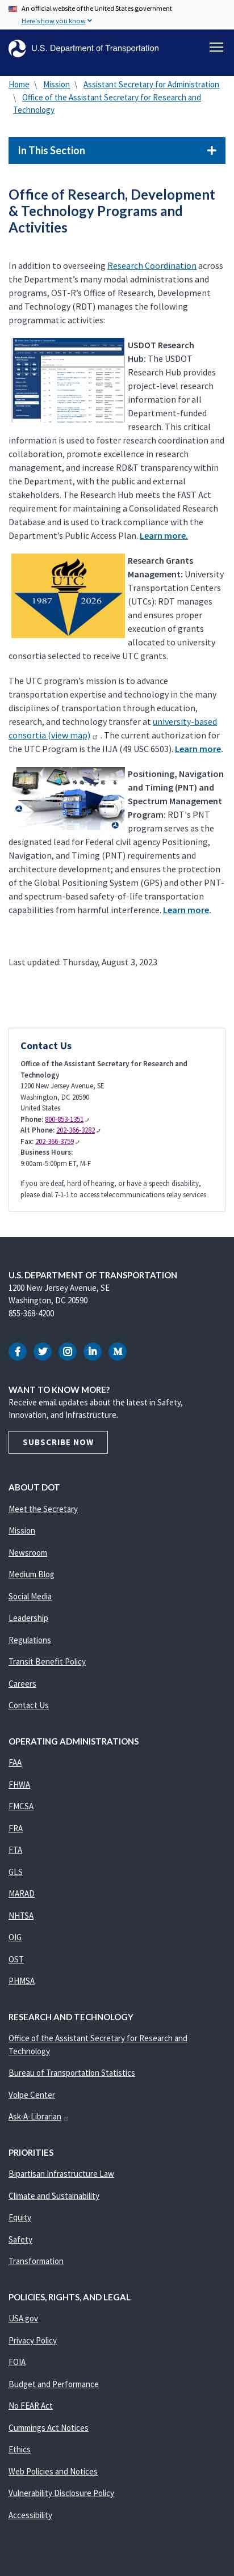 An official website of the United States government
Here's how you know
U.S. Department of Transportation
Home \ Mission \ Assistant Secretary for Administration
\ Office of the Assistant Secretary for Research and
Technology
In This Section
Office of Research, Development
& Technology Programs and
Activities
In addition to overseeing Research Coordination across
the Department’s many modal administrations and
programs, OST-R’s Office of Research, Development
and Technology (RDT) manages the following
programmatic activities:
USDOT Research
Hub: The USDOT
Research Hub provides
project-level research
information from all
Department-funded
research. This critical
information is used to foster research coordination and
collaboration, promote excellence in research
management, and enhance RD&T transparency within
the Department, with the public and external
stakeholders. The Research Hub meets the FAST Act
requirement for maintaining a Consolidated Research
Database and is used to track compliance with the
Department’s Public Access Plan. Learn more.
UTC
1987 2026
Research Grants
Management: University
Transportation Centers
(UTCs): RDT manages
and ensures proper
execution of grants
allocated to university
consortia selected to receive UTC grants.
The UTC program’s mission is to advance
transportation expertise and technology in the many
disciplines of transportation through education,
research, and technology transfer at university-based
consortia (view map) . The current authorization for
the UTC Program is the IIJA (49 USC 6503). Learn more.
Positioning, Navigation
and Timing (PNT) and
Spectrum Management
Program: RDT's PNT
program serves as the
designated lead for Federal civil agency Positioning,
Navigation, and Timing (PNT) requirements and
architecture development; and also ensures the
protection of the Global Positioning System (GPS) and other PNT-
and spectrum-based safety-of-life transportation
capabilities from harmful interference. Learn more.
Last updated: Thursday, August 3, 2023
Contact Us
Office of the Assistant Secretary for Research and
Technology
1200 New Jersey Avenue, SE
Washington, DC 20590
United States
Phone: 800-853-1351
Alt Phone: 202-366-3282
Fax: 202-366-3759
Business Hours:
9:00am-5:00pm ET, M-F
If you are deaf, hard of hearing, or have a speech disability,
please dial 7-1-1 to access telecommunications relay services.
U.S. DEPARTMENT OF TRANSPORTATION
1200 New Jersey Avenue, SE
Washington, DC 20590
855-368-4200
WANT TO KNOW MORE?
Receive email updates about the latest in Safety,
Innovation, and Infrastructure.
SUBSCRIBE NOW
ABOUT DOT
Meet the Secretary
Mission
Newsroom
Medium Blog
Social Media
Leadership
Regulations
Transit Benefit Policy
Careers
Contact Us
OPERATING ADMINISTRATIONS
FAA
FHWA
FMCSA
FRA
FTA
GLS
MARAD
NHTSA
OIG
OST
PHMSA
RESEARCH AND TECHNOLOGY
Office of the Assistant Secretary for Research and
Technology
Bureau of Transportation Statistics
Volpe Center
Ask-A-Librarian
PRIORITIES
Bipartisan Infrastructure Law
Climate and Sustainability
Equity
Safety
Transformation
POLICIES, RIGHTS, AND LEGAL
USA.gov
Privacy Policy
FOIA
Budget and Performance
No FEAR Act
Cummings Act Notices
Ethics
Web Policies and Notices
Vulnerability Disclosure Policy
Accessibility